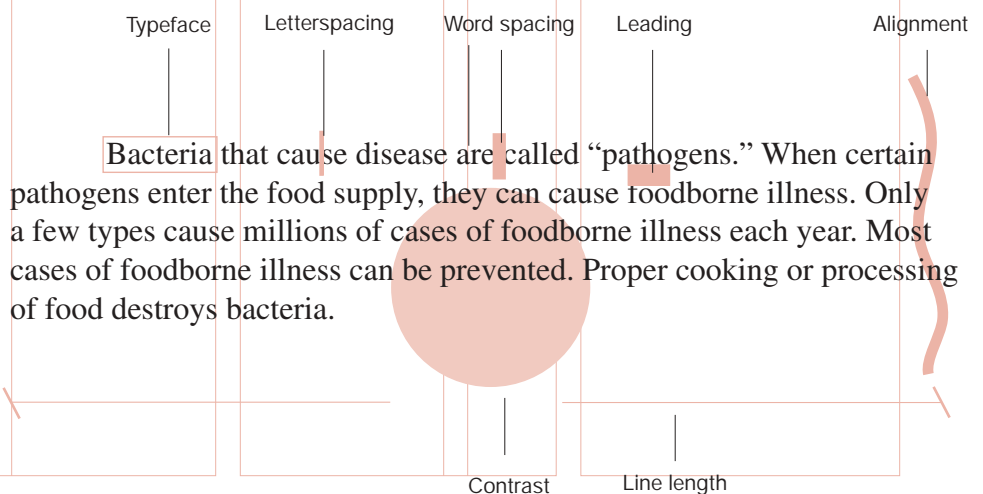 Typeface Letterspacing Word spacing Leading Alignment
Bacteria that cause disease are called “pathogens.” When certain
pathogens enter the food supply, they can cause foodborne illness. Only
a few types cause millions of cases of foodborne illness each year. Most
cases of foodborne illness can be prevented. Proper cooking or processing
of food destroys bacteria.
Contrast Line length